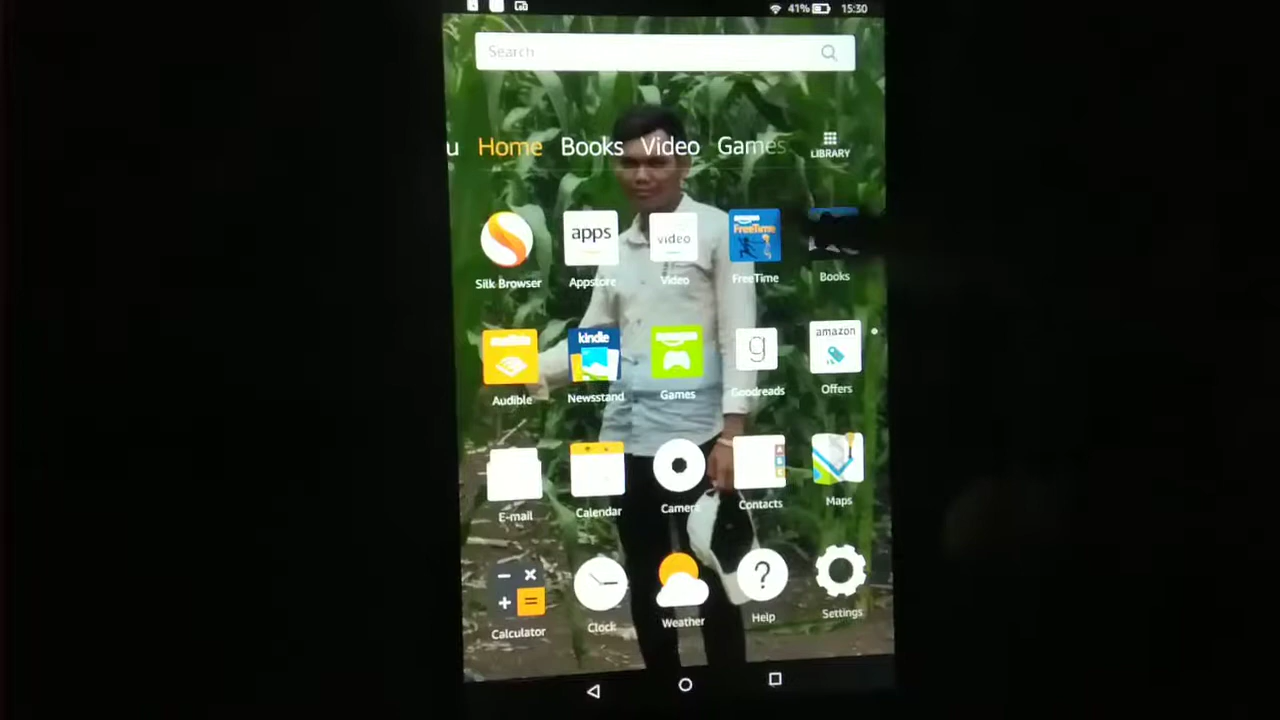 41% 15:30
Search
u Home Books Video Games LIBRARY
apps video FreeTime
Silk Browser Appstore Video FreeTime Books
kindle g amazon
Audible Newsstand Games Goodreads Offers
E-mail Calendar Camera Contacts Maps
− ×
+ = ?
Calculator Clock Weather Help Settings